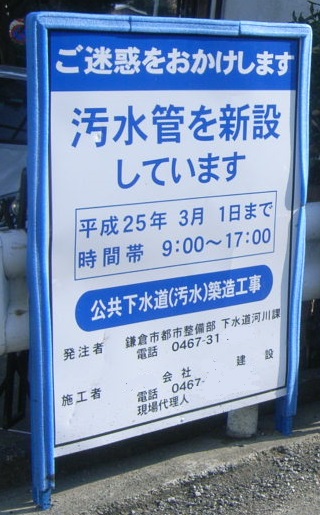 ご迷惑をおかけします
汚水管を新設
しています
平成25年 3月 1日まで
時間帯 9:00～17:00
公共下水道(汚水)築造工事
発注者 鎌倉市都市整備部 下水道河川課
電話 0467-31
施工者 会社 建設
電話 0467-
現場代理人